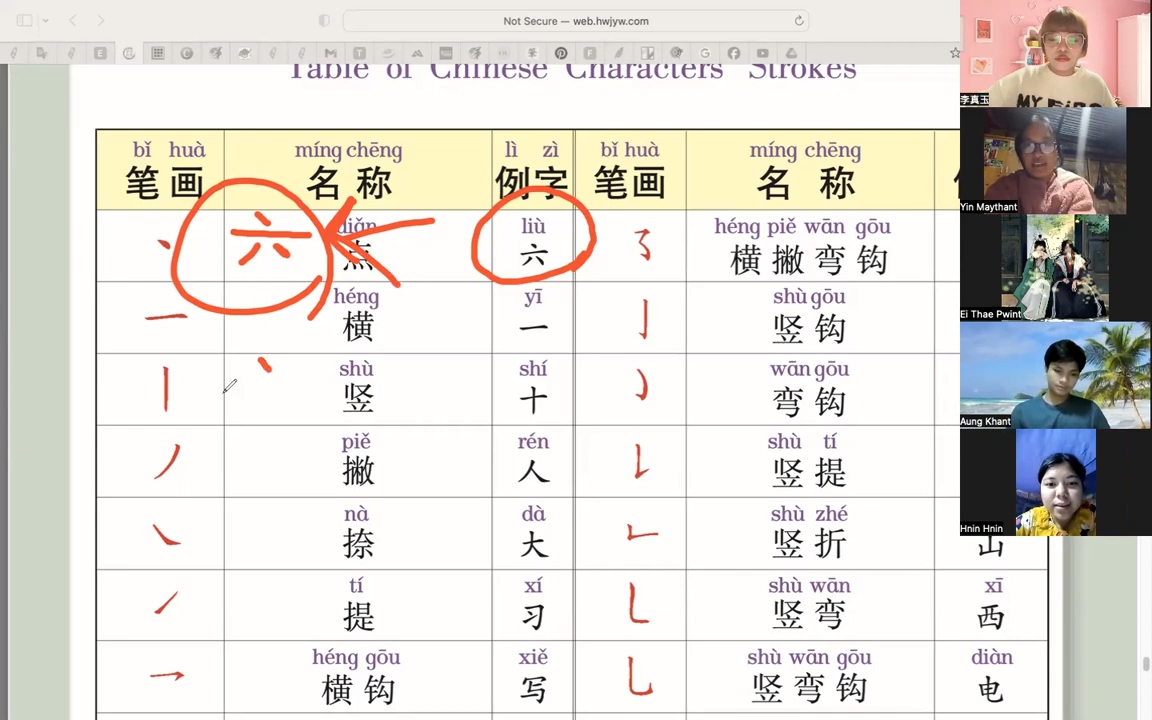 Not Secure — web.hwjyw.com
Table of Chinese Characters' Strokes
bǐ huà míng chēng lì zì bǐ huà míng chēng
笔画 名称 例字 笔画 名称
diǎn liù héng piě wān gōu
六 点 六 横撇弯钩
héng yī shù gōu
横 一 竖钩
shù shí wān gōu
竖 十 弯钩
piě rén shù tí
撇 人 竖提
nà dà shù zhé
捺 大 竖折 山
tí xí shù wān xī
提 习 竖弯 西
héng gōu xiě shù wān gōu diàn
横钩 写 竖弯钩 电
李真玉
Yin Maythant
Ei Thae Pwint
Aung Khant
Hnin Hnin